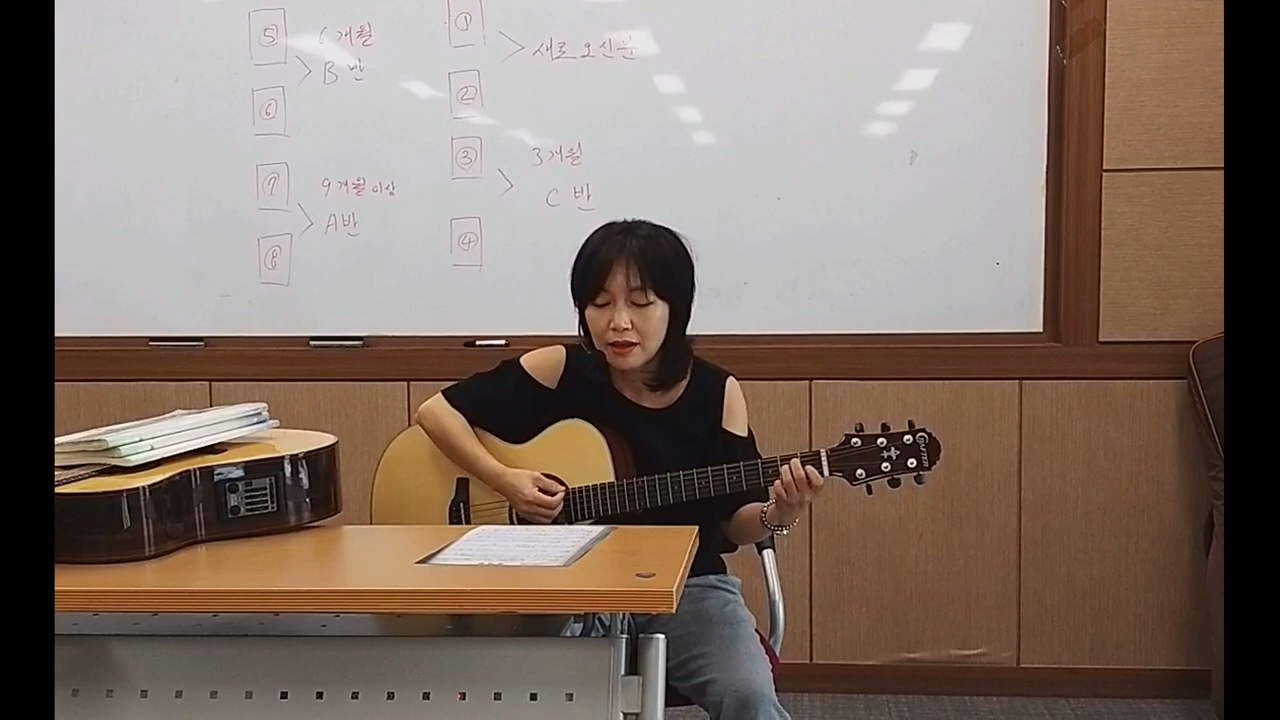 ⑤ 6개월
B반
⑥
⑦ 9개월 이상
A반
⑧
①
새로 오신분
②
③ 3개월
C반
④
CRAFTER